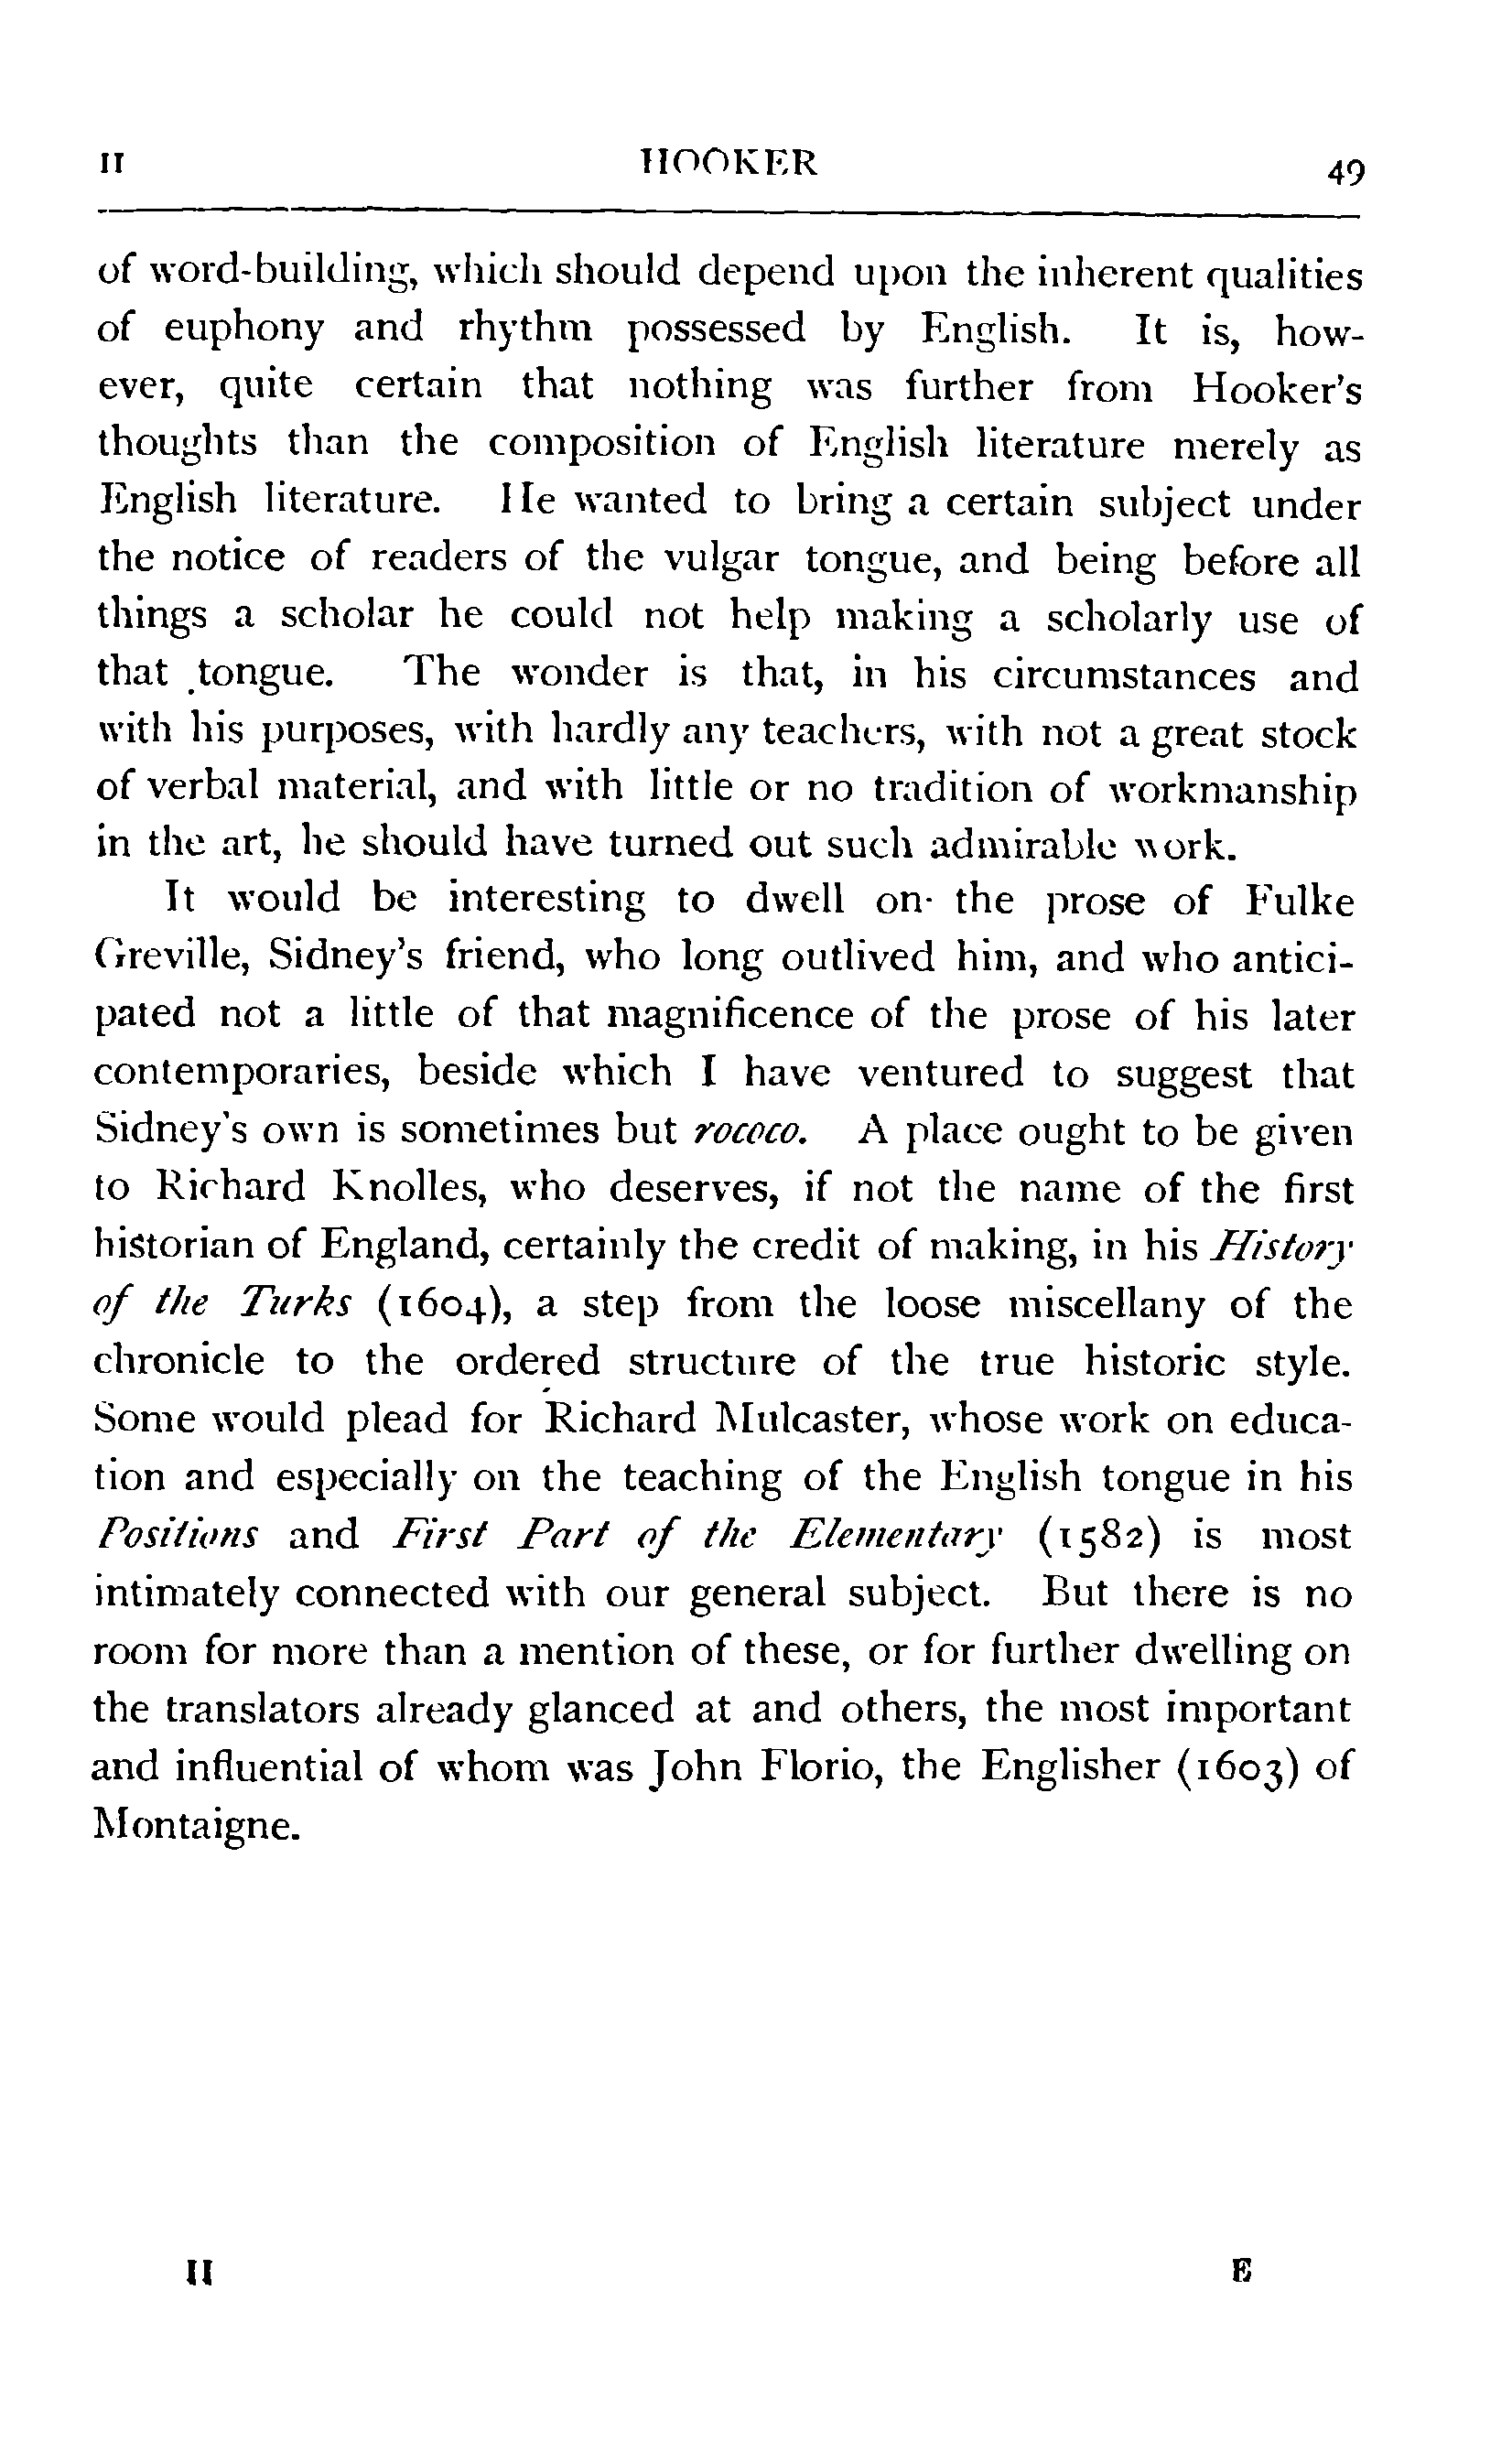 II HOOKER 49
of word-building, which should depend upon the inherent qualities
of euphony and rhythm possessed by English. It is, how-
ever, quite certain that nothing was further from Hooker's
thoughts than the composition of English literature merely as
English literature. He wanted to bring a certain subject under
the notice of readers of the vulgar tongue, and being before all
things a scholar he could not help making a scholarly use of
that tongue. The wonder is that, in his circumstances and
with his purposes, with hardly any teachers, with not a great stock
of verbal material, and with little or no tradition of workmanship
in the art, he should have turned out such admirable work.
It would be interesting to dwell on the prose of Fulke
Greville, Sidney's friend, who long outlived him, and who antici-
pated not a little of that magnificence of the prose of his later
contemporaries, beside which I have ventured to suggest that
Sidney's own is sometimes but rococo. A place ought to be given
to Richard Knolles, who deserves, if not the name of the first
historian of England, certainly the credit of making, in his History
of the Turks (1604), a step from the loose miscellany of the
chronicle to the ordered structure of the true historic style.
Some would plead for Richard Mulcaster, whose work on educa-
tion and especially on the teaching of the English tongue in his
Positions and First Part of the Elementary (1582) is most
intimately connected with our general subject. But there is no
room for more than a mention of these, or for further dwelling on
the translators already glanced at and others, the most important
and influential of whom was John Florio, the Englisher (1603) of
Montaigne.
II E